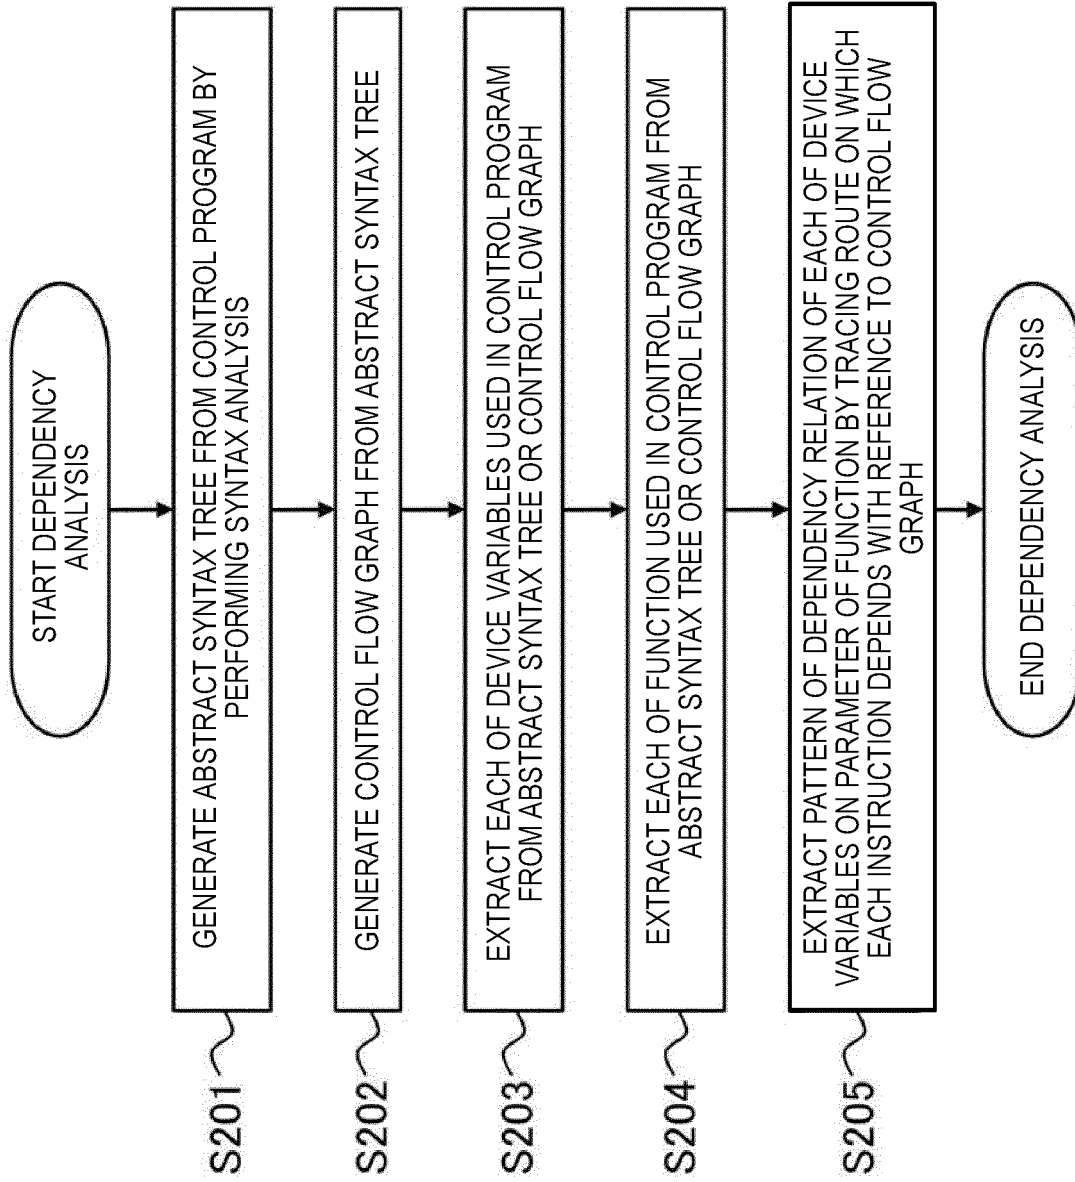 START DEPENDENCY
ANALYSIS
S201
GENERATE ABSTRACT SYNTAX TREE FROM CONTROL PROGRAM BY
PERFORMING SYNTAX ANALYSIS
S202
GENERATE CONTROL FLOW GRAPH FROM ABSTRACT SYNTAX TREE
S203
EXTRACT EACH OF DEVICE VARIABLES USED IN CONTROL PROGRAM
FROM ABSTRACT SYNTAX TREE OR CONTROL FLOW GRAPH
S204
EXTRACT EACH OF FUNCTION USED IN CONTROL PROGRAM FROM
ABSTRACT SYNTAX TREE OR CONTROL FLOW GRAPH
S205
EXTRACT PATTERN OF DEPENDENCY RELATION OF EACH OF DEVICE
VARIABLES ON PARAMETER OF FUNCTION BY TRACING ROUTE ON WHICH
EACH INSTRUCTION DEPENDS WITH REFERENCE TO CONTROL FLOW
GRAPH
END DEPENDENCY ANALYSIS